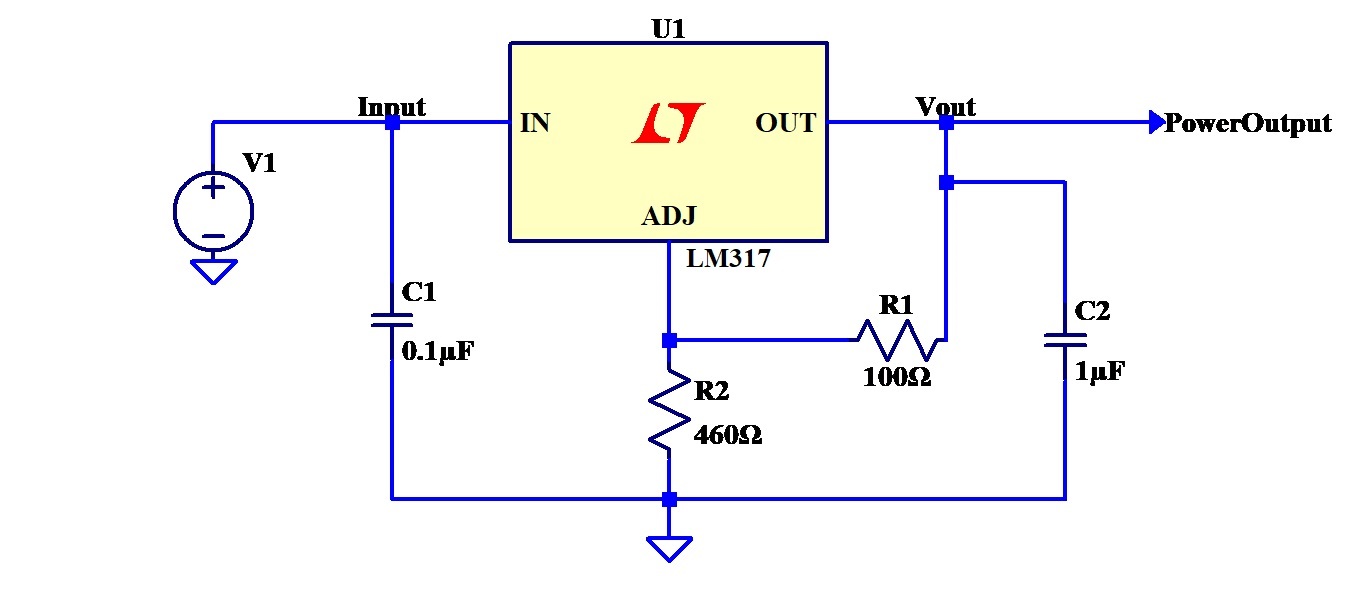 U1
Input
IN
OUT
Vout
PowerOutput
V1
ADJ
LM317
C1
0.1µF
R1
100Ω
C2
1µF
R2
460Ω